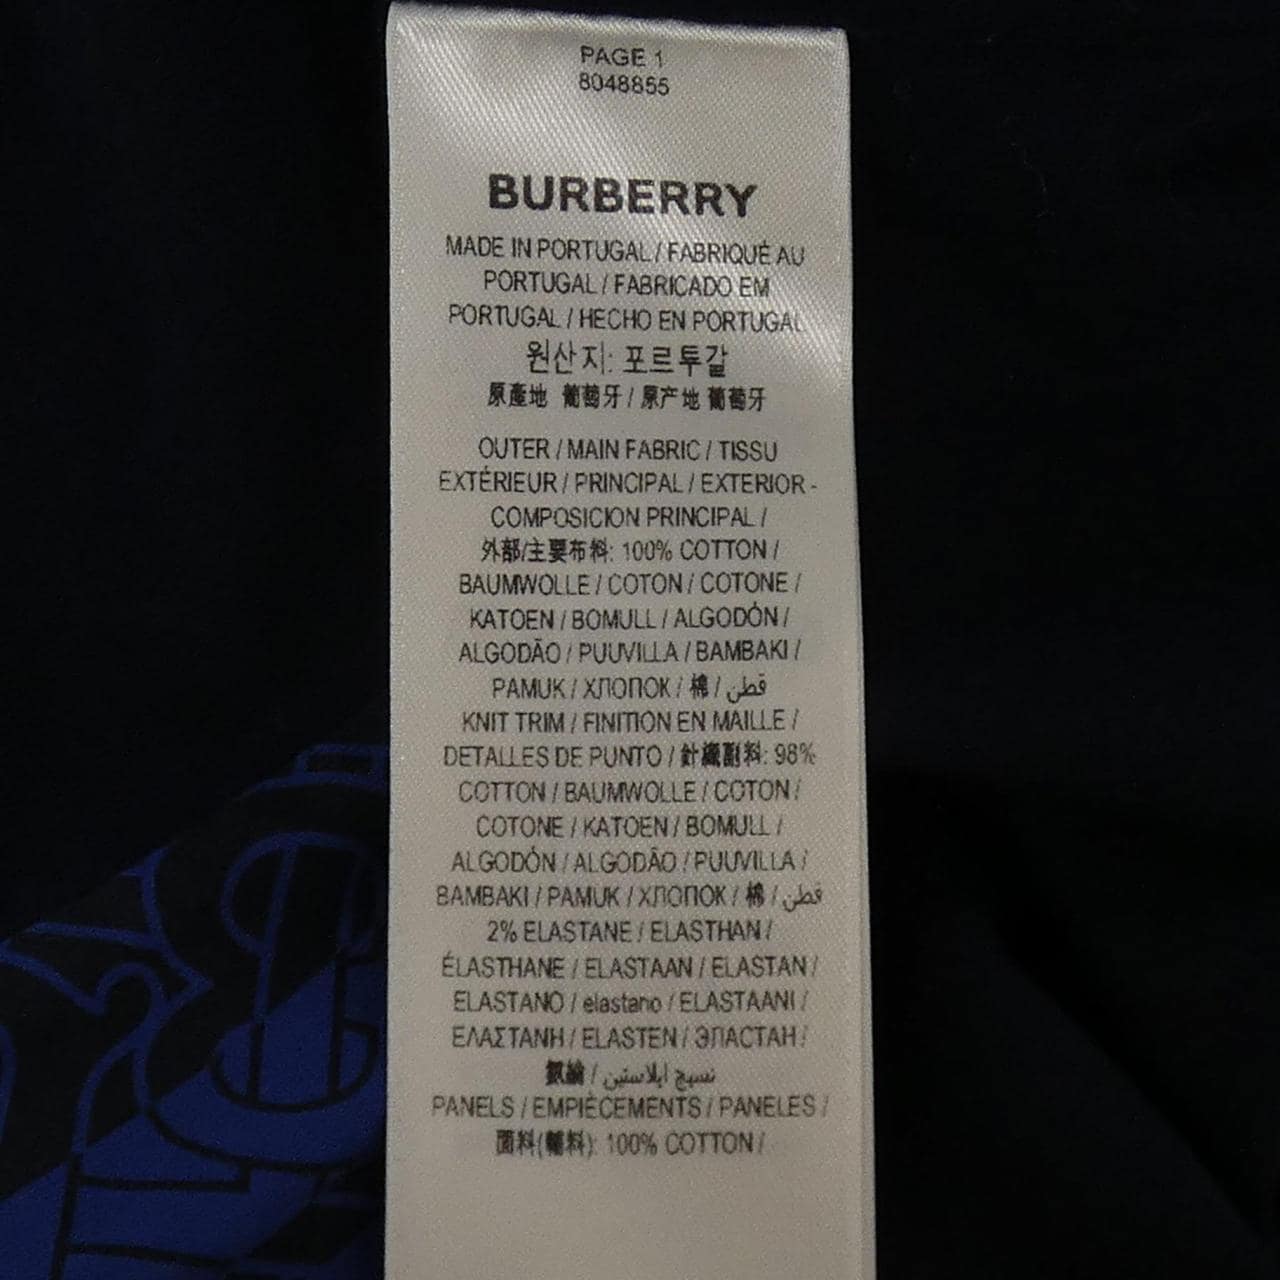 PAGE 1
8048855
BURBERRY
MADE IN PORTUGAL / FABRIQUÉ AU
PORTUGAL / FABRICADO EM
PORTUGAL / HECHO EN PORTUGAL
원산지: 포르투갈
原產地 葡萄牙 / 原产地 葡萄牙
OUTER / MAIN FABRIC / TISSU
EXTÉRIEUR / PRINCIPAL / EXTERIOR -
COMPOSICION PRINCIPAL /
外部/主要布料: 100% COTTON /
BAUMWOLLE / COTON / COTONE /
KATOEN / BOMULL / ALGODÓN /
ALGODÃO / PUUVILLA / BAMBAKI /
PAMUK / ХЛОПОК / 棉 / قطن
KNIT TRIM / FINITION EN MAILLE /
DETALLES DE PUNTO / 針織副料: 98%
COTTON / BAUMWOLLE / COTON /
COTONE / KATOEN / BOMULL /
ALGODÓN / ALGODÃO / PUUVILLA /
BAMBAKI / PAMUK / ХЛОПОК / 棉 / قطن
2% ELASTANE / ELASTHAN /
ÉLASTHANE / ELASTAAN / ELASTAN /
ELASTANO / elastano / ELASTAANI /
ΕΛΑΣΤΑΝΗ / ELASTEN / ЭЛАСТАН /
氨綸 / نسيج ايلاستين
PANELS / EMPIÈCEMENTS / PANELES /
面料(輔料): 100% COTTON /